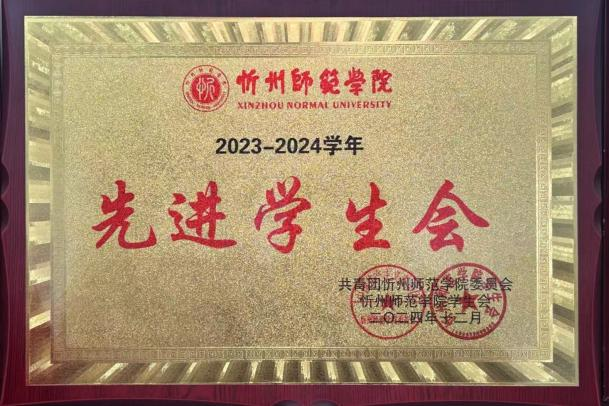 忻州師範學院
XINZHOU NORMAL UNIVERSITY
2023-2024学年
先进学生会
共青团忻州师范学院委员会
忻州师范学院学生会
二〇二四年十二月